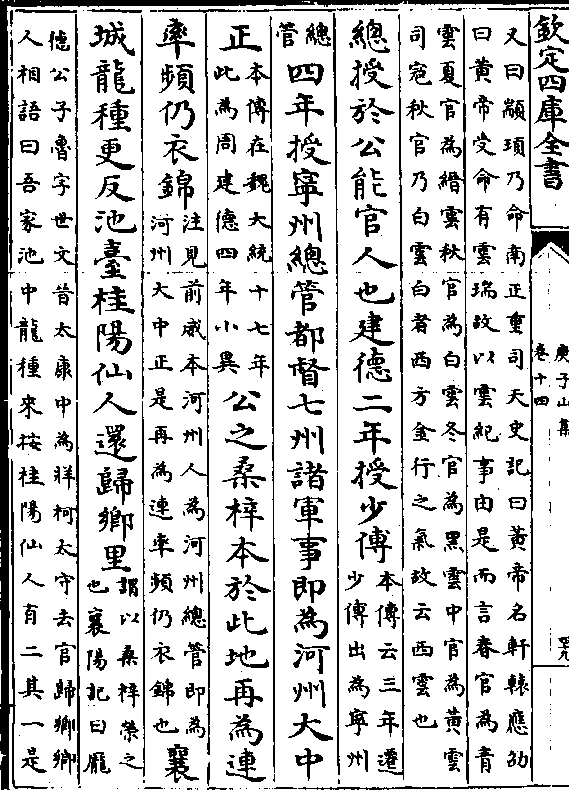 欽定四庫全書
庚子山集
卷十四
又曰顓頊乃命南正重司天史記曰黃帝名軒轅應劭
曰黃帝受命有雲瑞故以雲紀事由是而言春官為青
雲夏官為縉雲秋官為白雲冬官為黑雲中官為黃雲
司寇秋官乃白雲白者西方金行之氣故云西雲也
總授於公能官人也建德二年授少傅本傳云三年遷少傅出為寧州
總管四年授寧州總管都督七州諸軍事即為河州大中
正本傳在魏大統十七年此為周建德四年小異公之桑梓本於此地再為連
率頻仍衣錦注見前威本河州人為河州總管即為河州大中正是再為連率頻仍衣錦也襄
城龍種更反池臺桂陽仙人還歸鄉里謂以桑梓榮之也襄陽記曰龐
德公子魯字世文昔太康中為牂柯太守去官歸鄉鄉
人相語曰吾家池中龍種來按桂陽仙人有二其一是